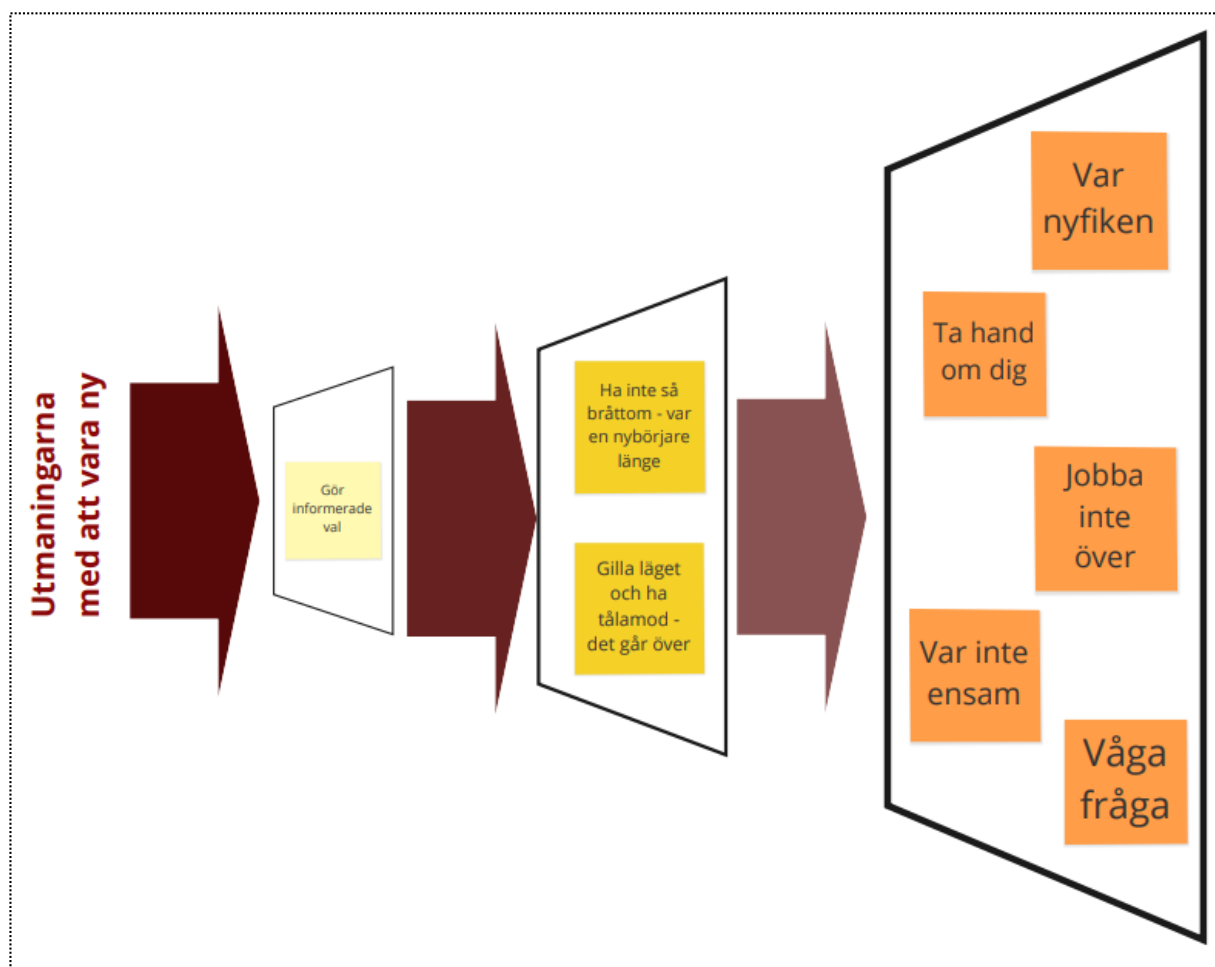 Utmaningarna
med att vara ny
Gör
informerade
val
Ha inte så
bråttom - var
en nybörjare
länge
Gilla läget
och ha
tålamod -
det går över
Var
nyfiken
Ta hand
om dig
Jobba
inte
över
Var inte
ensam
Våga
fråga